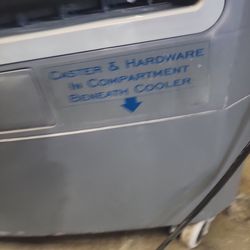 CASTER & HARDWARE
IN COMPARTMENT
BENEATH COOLER